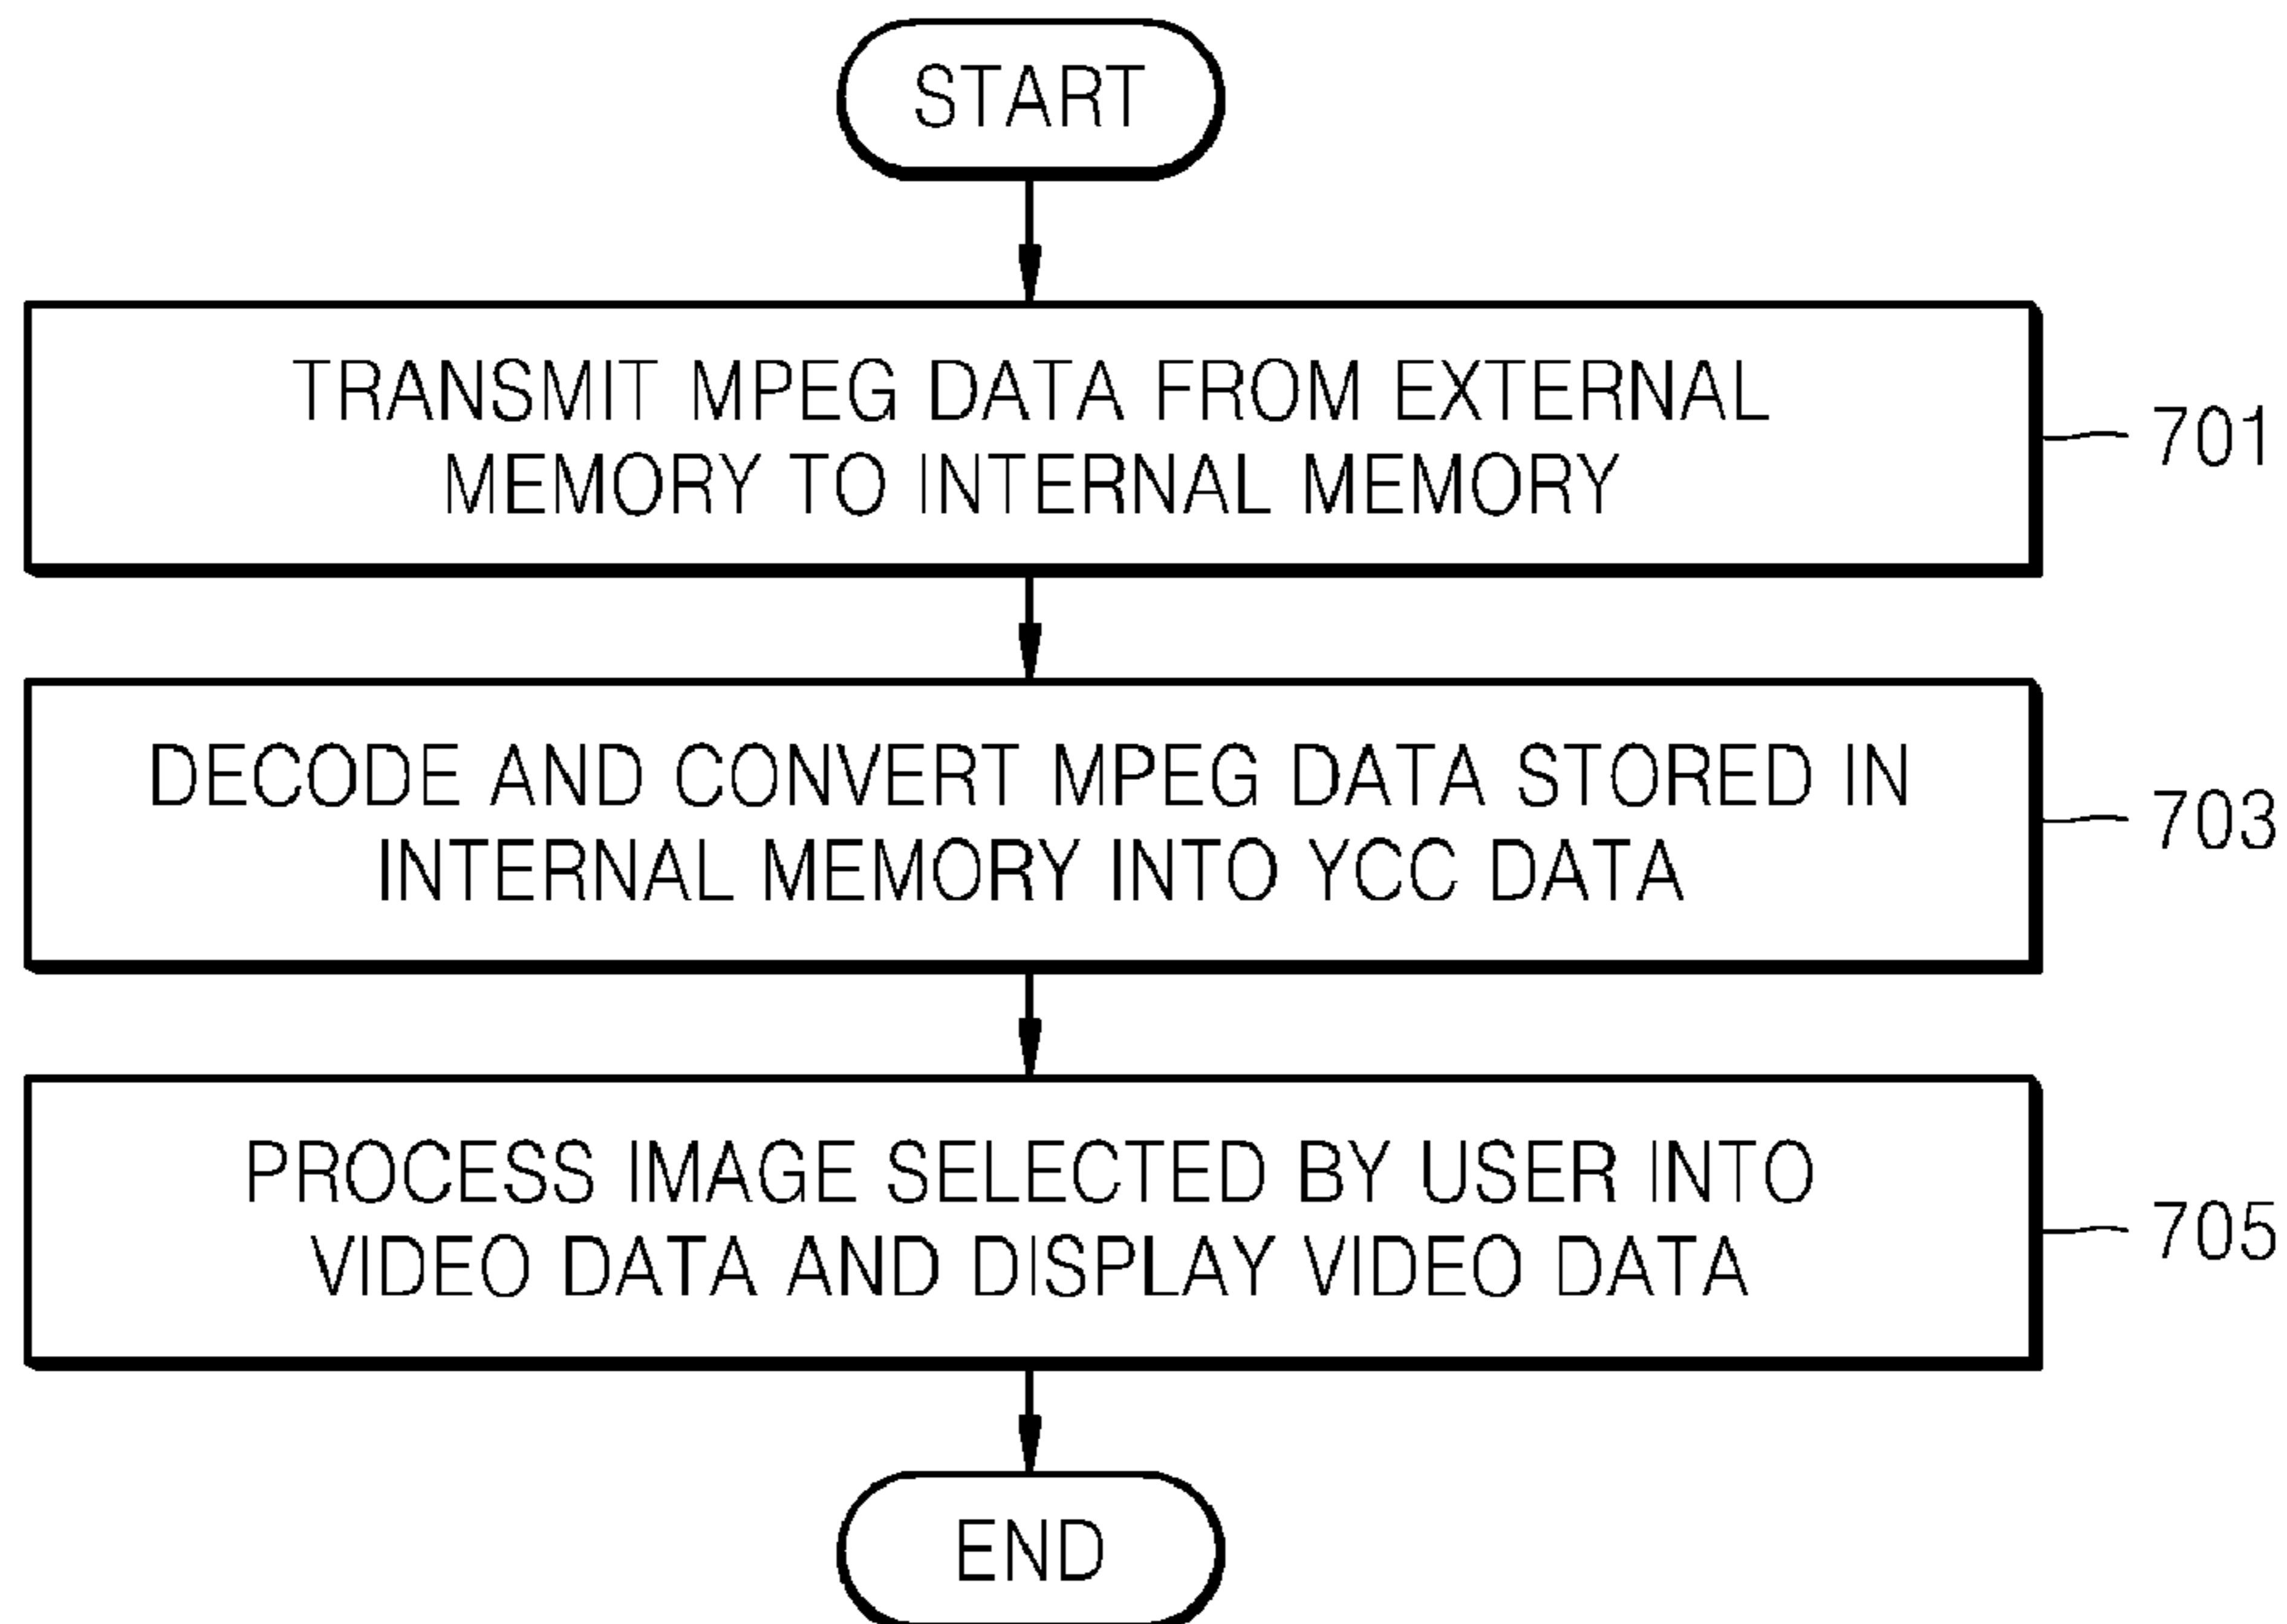 START
TRANSMIT MPEG DATA FROM EXTERNAL
MEMORY TO INTERNAL MEMORY
701
DECODE AND CONVERT MPEG DATA STORED IN
INTERNAL MEMORY INTO YCC DATA
703
PROCESS IMAGE SELECTED BY USER INTO
VIDEO DATA AND DISPLAY VIDEO DATA
705
END